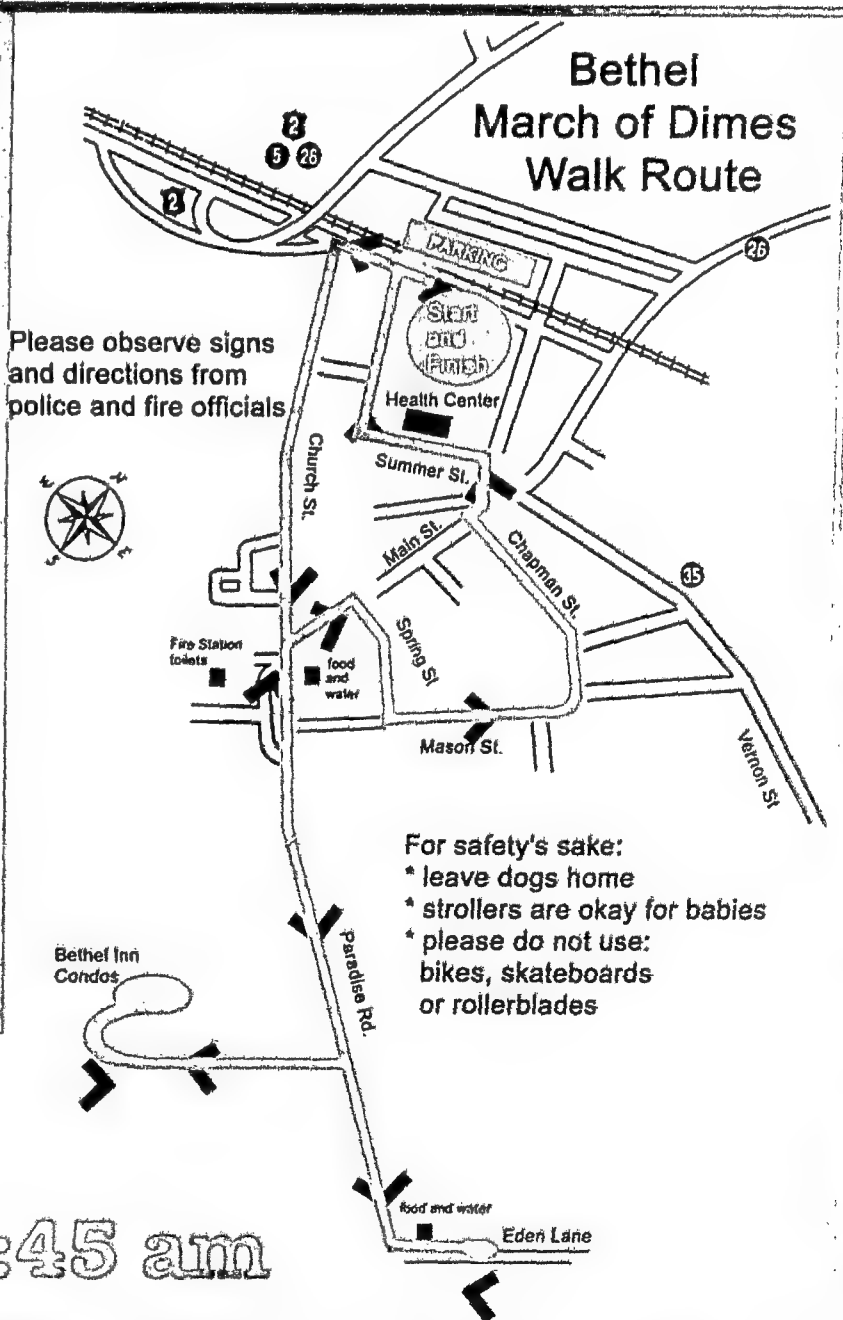 Bethel
March of Dimes
Walk Route
2
5 26
2
26
PARKING
Start
and
Finish
Please observe signs
and directions from
police and fire officials
Health Center
Church St.
Summer St.
W N
S E
Main St.
Chapman St.
35
Spring St
Fire Station
toilets
food
and
water
Mason St.
Vernon St
For safety's sake:
* leave dogs home
* strollers are okay for babies
* please do not use:
bikes, skateboards
or rollerblades
Bethel Inn
Condos
Paradise Rd.
food and water
Eden Lane
:45 am